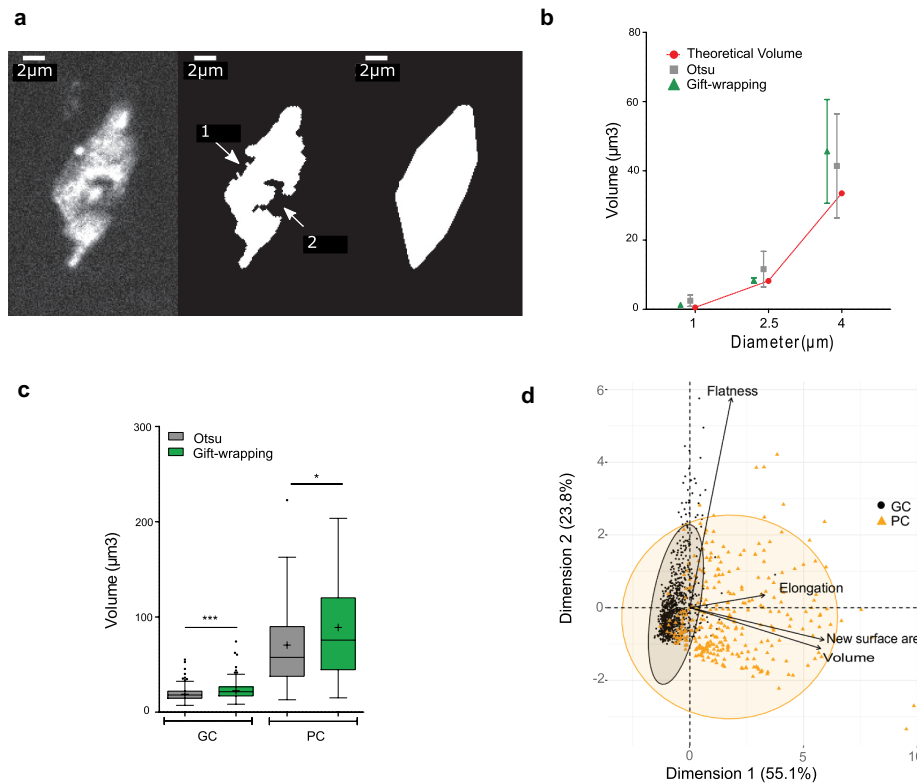 a
2µm
2µm
2µm
1
2
b
80
60
40
20
0
Volume (µm3)
Theoretical Volume
Otsu
Gift-wrapping
1
2.5
4
Diameter(µm)
c
300
200
100
0
Volume (µm3)
Otsu
Gift-wrapping
***
*
GC
PC
d
6
4
2
0
-2
Dimension 2 (23.8%)
Flatness
GC
PC
Elongation
New surface are
Volume
0
5
10
Dimension 1 (55.1%)